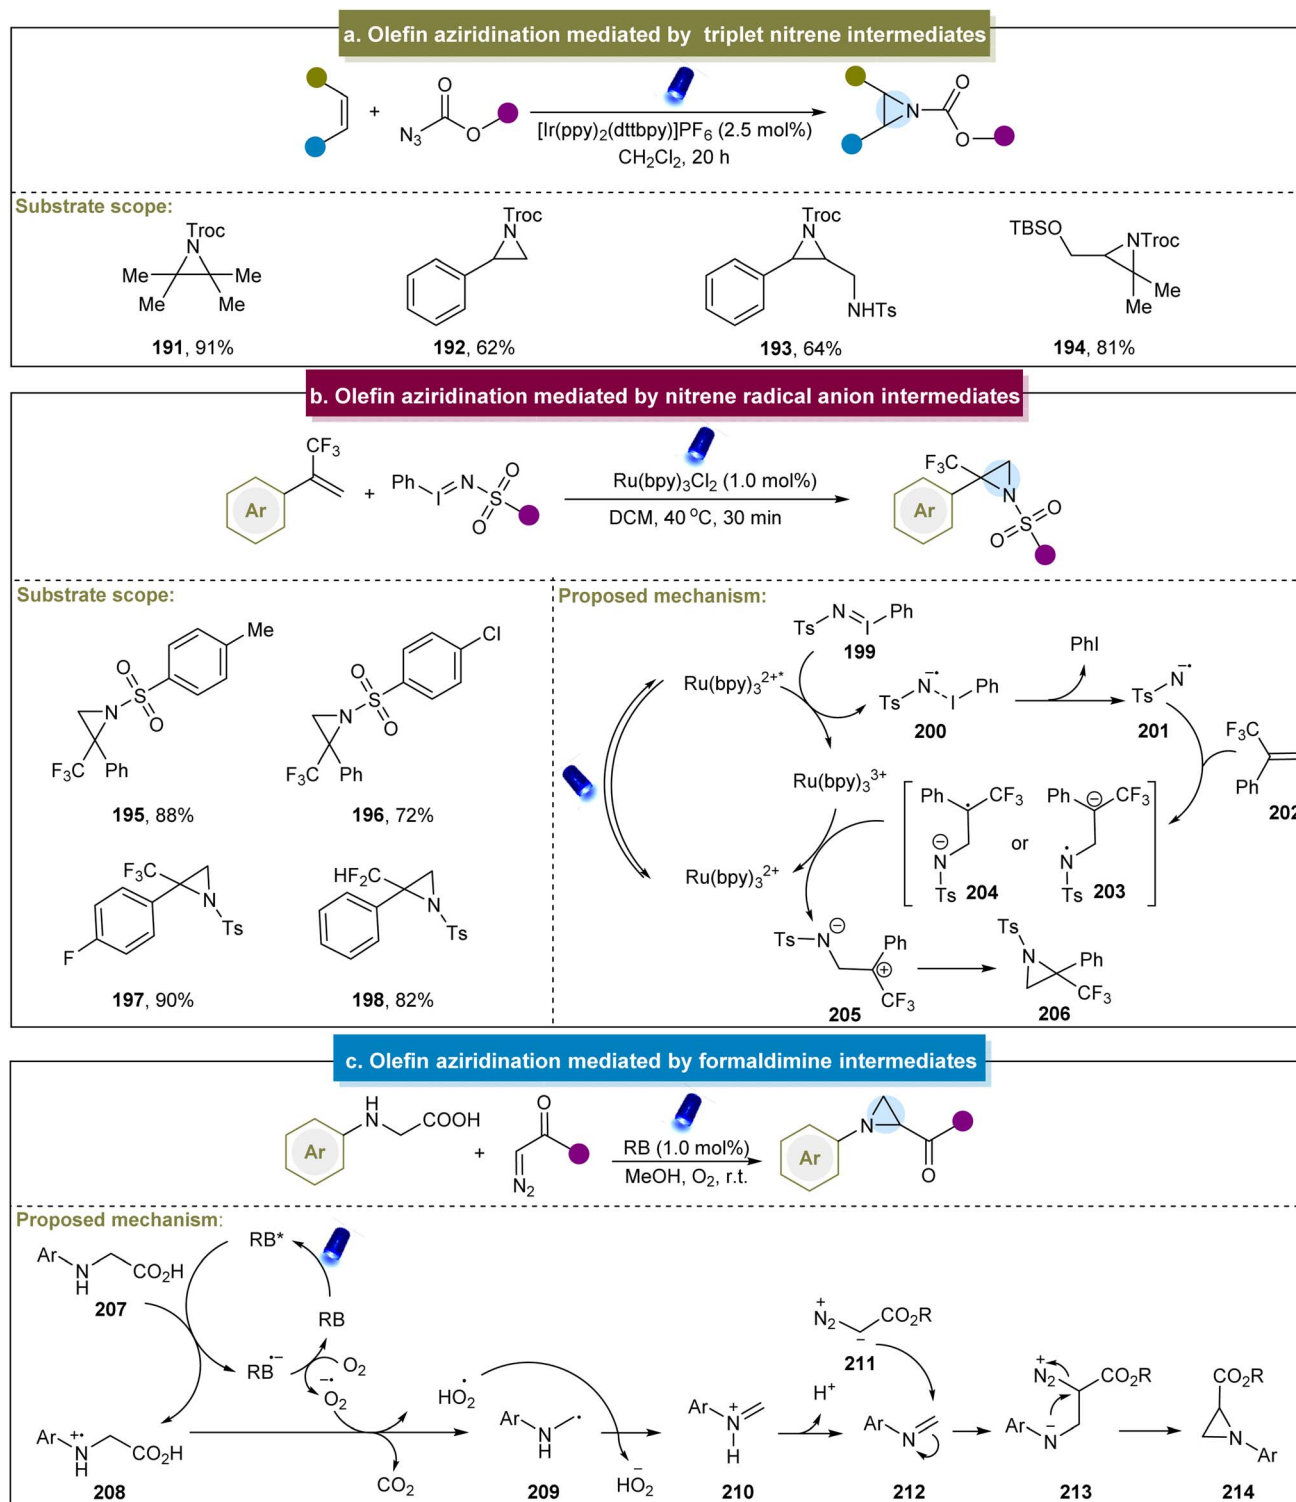 a. Olefin aziridination mediated by triplet nitrene intermediates
+
N3
O
O
[Ir(ppy)2(dttbpy)]PF6 (2.5 mol%)
CH2Cl2, 20 h
N
O
O
Substrate scope:
Troc
N
Me
Me
Me
Me
191, 91%
Troc
N
192, 62%
Troc
N
NHTs
193, 64%
TBSO
NTroc
Me
Me
194, 81%
b. Olefin aziridination mediated by nitrene radical anion intermediates
CF3
Ar
+
Ph
I
N
S
O
O
Ru(bpy)3Cl2 (1.0 mol%)
DCM, 40 oC, 30 min
F3C
Ar
N
S
O
O
Substrate scope:
Me
O
S
O
N
F3C
Ph
195, 88%
Cl
O
S
O
N
F3C
Ph
196, 72%
F3C
N
Ts
F
197, 90%
HF2C
N
Ts
198, 82%
Proposed mechanism:
Ts
N
I
Ph
199
Ru(bpy)3 2+*
Ts
N −•
I
Ph
200
PhI
Ts
N −•
201
F3C
Ph
202
Ru(bpy)3 3+
Ph
•
CF3
⊖
N
Ts
204
or
Ph
⊖
CF3
•
N
Ts
203
Ru(bpy)3 2+
Ts
N
⊖
Ph
⊕
CF3
205
Ts
N
Ph
CF3
206
c. Olefin aziridination mediated by formaldimine intermediates
H
N
COOH
Ar
+
O
N2
RB (1.0 mol%)
MeOH, O2, r.t.
Ar
N
O
Proposed mechanism:
Ar
N
H
CO2H
207
RB*
RB
RB •−
O2
−• O2
Ar
+•
N
H
CO2H
208
HO2 •
CO2
Ar
N
H
•
209
HO2 −
Ar
+
N
H
210
H+
+
N2
CO2R
−
211
Ar
N
212
+
N2
CO2R
Ar
−
N
213
CO2R
N
Ar
214